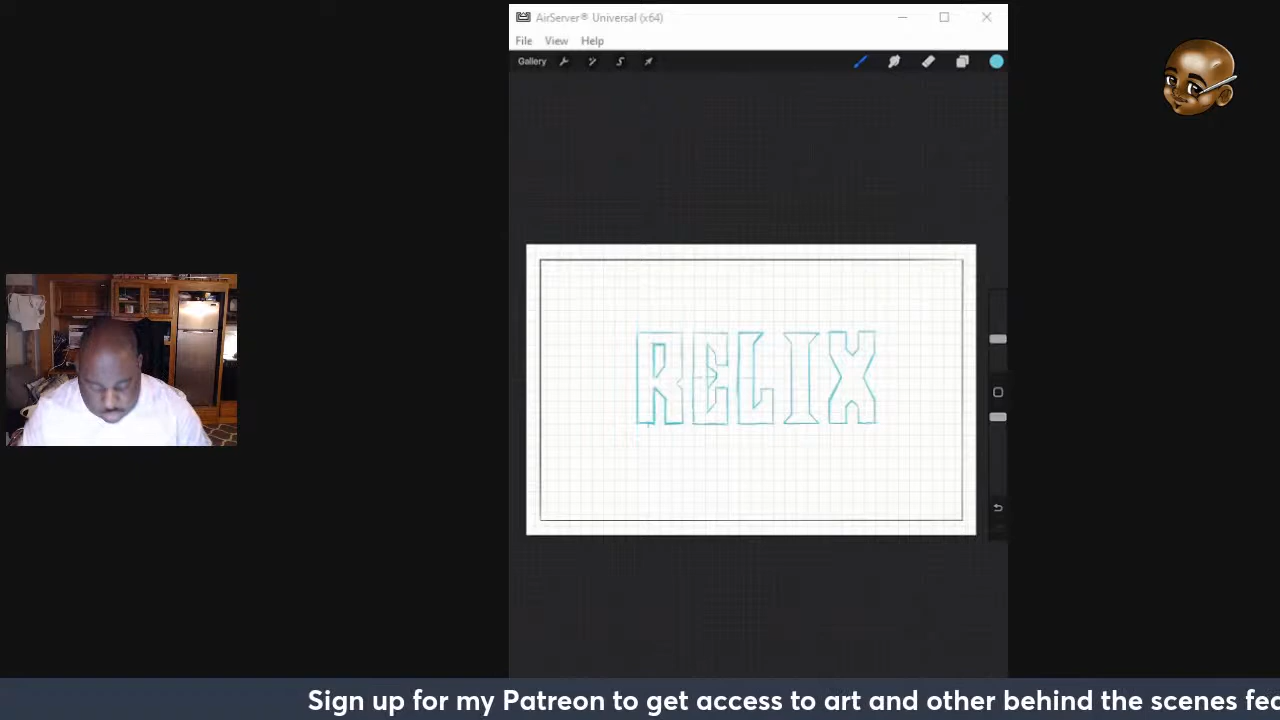 AirServer® Universal (x64)
File View Help
Gallery
RELIX
Sign up for my Patreon to get access to art and other behind the scenes